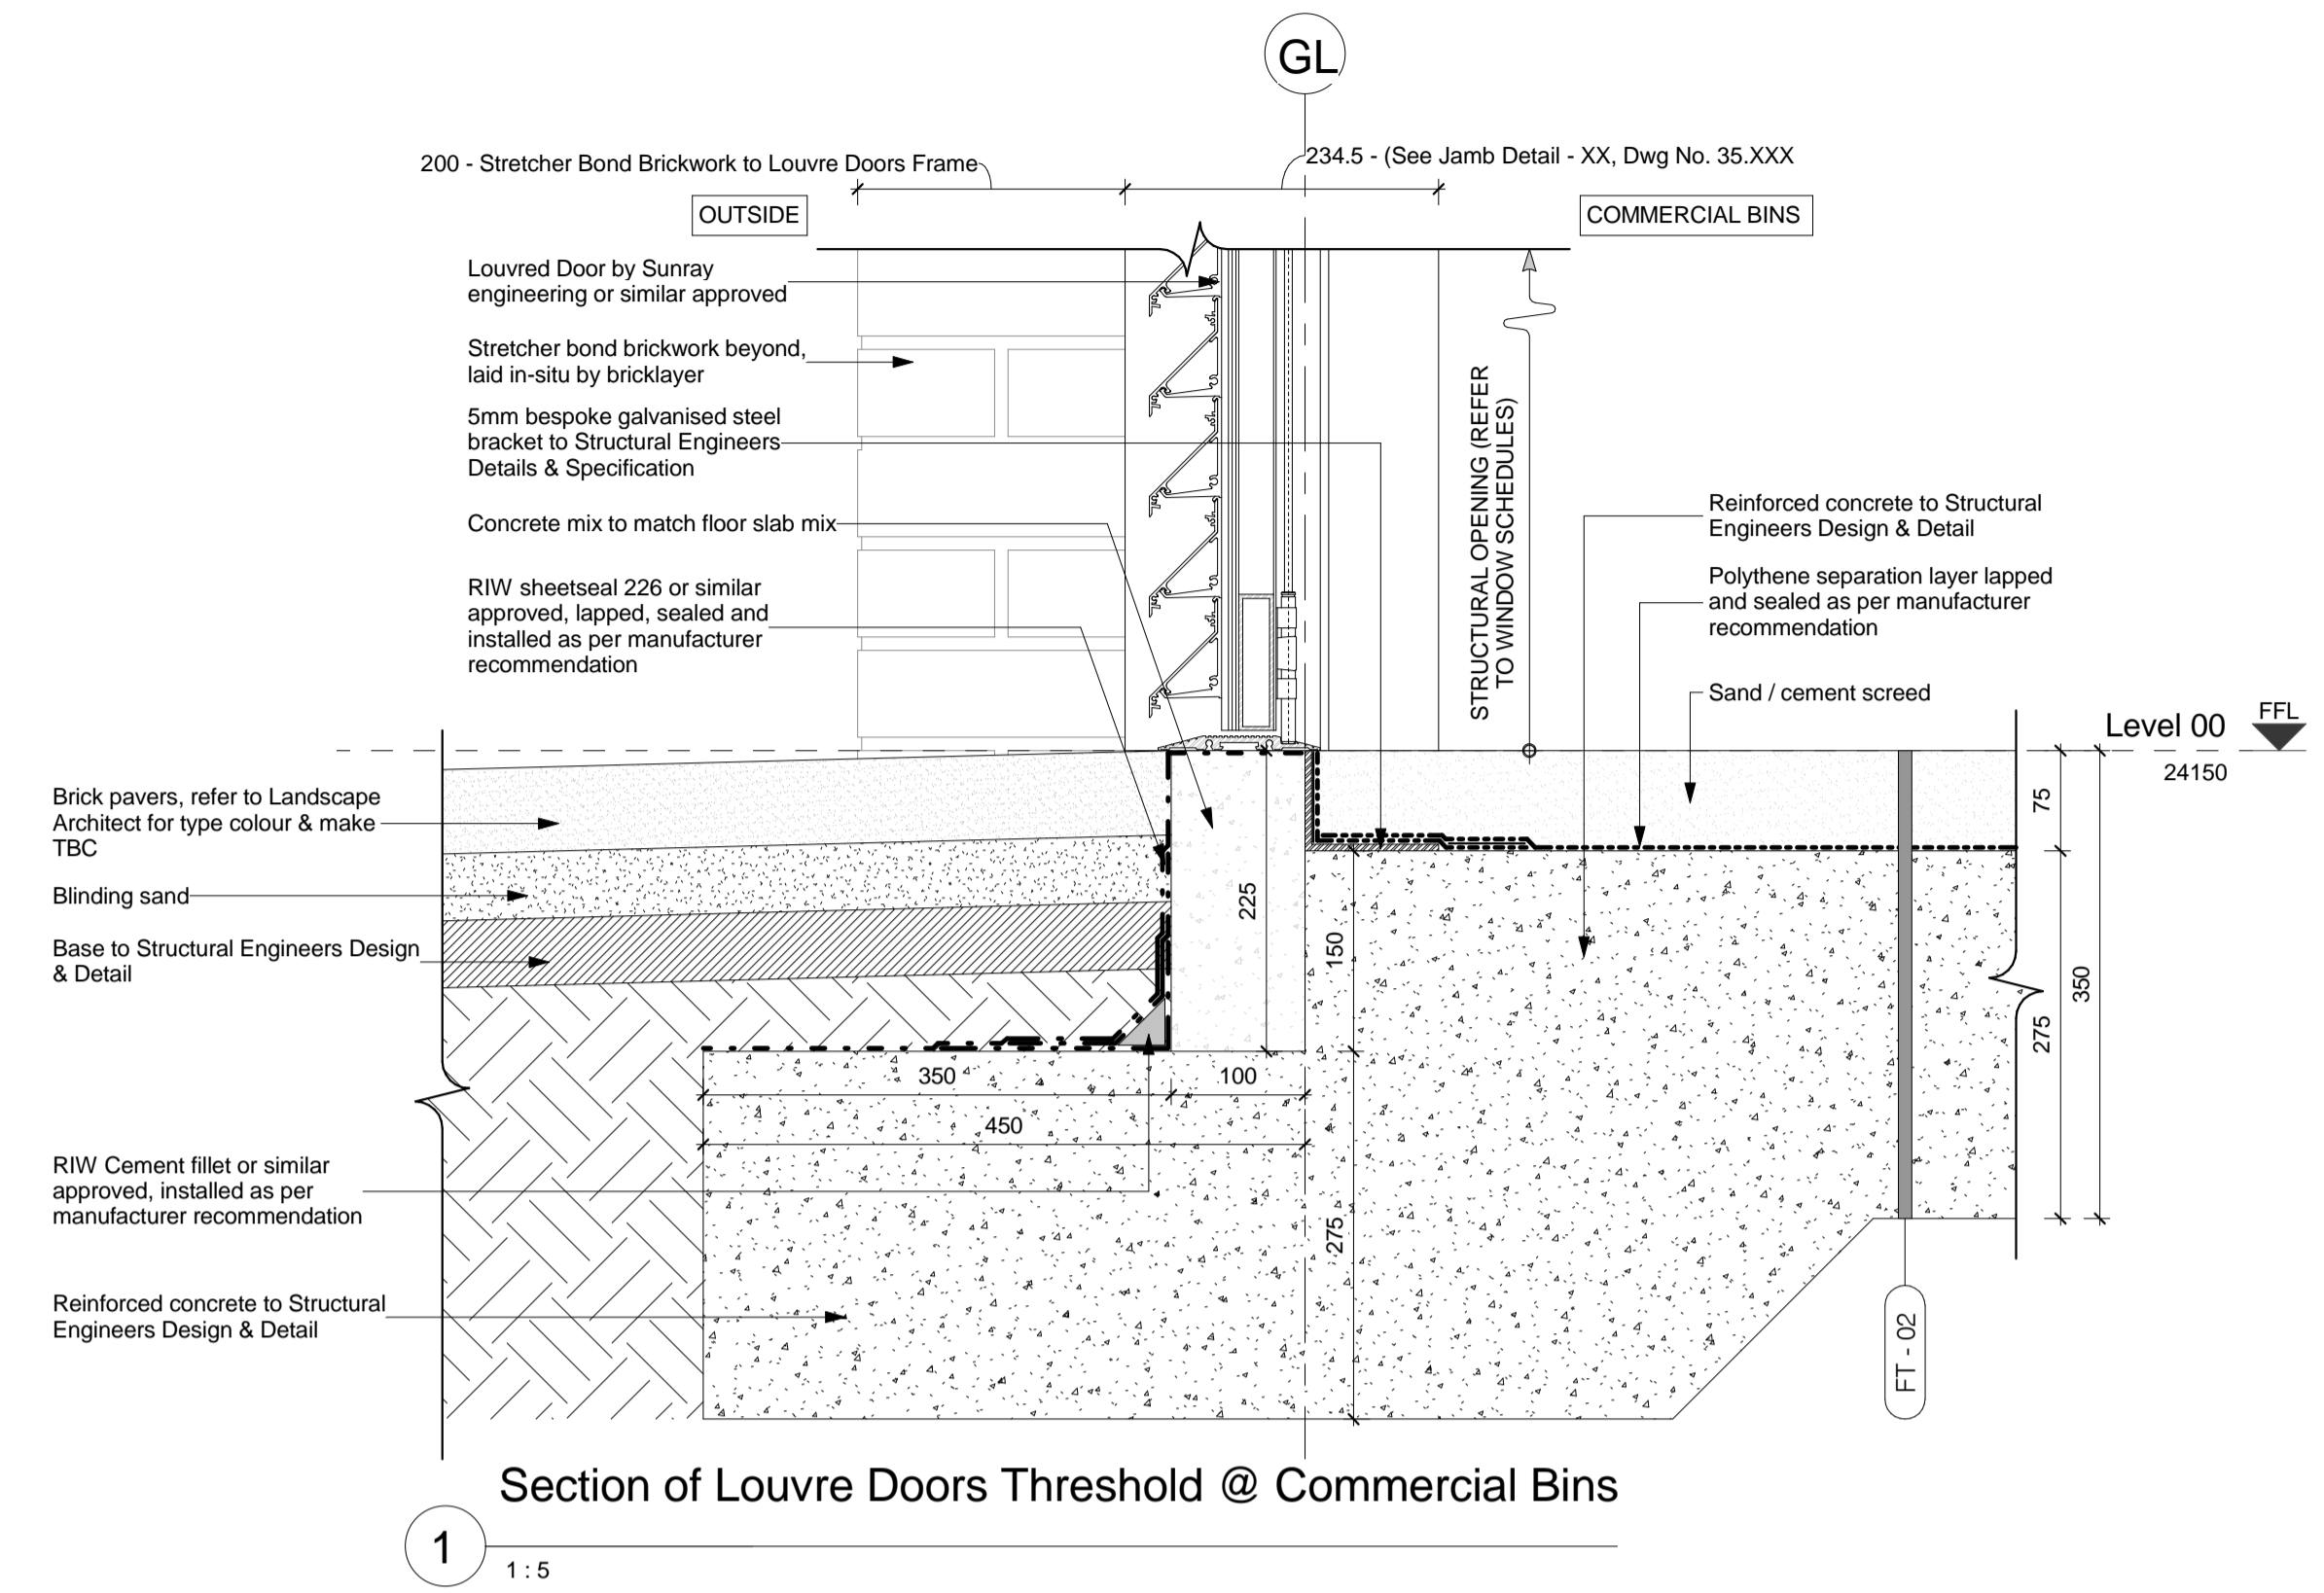 GL
200 - Stretcher Bond Brickwork to Louvre Doors Frame
234.5 - (See Jamb Detail - XX, Dwg No. 35.XXX
OUTSIDE
COMMERCIAL BINS
Louvred Door by Sunray
engineering or similar approved
Stretcher bond brickwork beyond,
laid in-situ by bricklayer
5mm bespoke galvanised steel
bracket to Structural Engineers
Details & Specification
Concrete mix to match floor slab mix
RIW sheetseal 226 or similar
approved, lapped, sealed and
installed as per manufacturer
recommendation
STRUCTURAL OPENING (REFER
TO WINDOW SCHEDULES)
Reinforced concrete to Structural
Engineers Design & Detail
Polythene separation layer lapped
and sealed as per manufacturer
recommendation
Sand / cement screed
Level 00
FFL
24150
Brick pavers, refer to Landscape
Architect for type colour & make
TBC
Blinding sand
Base to Structural Engineers Design
& Detail
RIW Cement fillet or similar
approved, installed as per
manufacturer recommendation
Reinforced concrete to Structural
Engineers Design & Detail
225
150
275
350
100
450
75
275
350
FT - 02
Section of Louvre Doors Threshold @ Commercial Bins
1
1 : 5